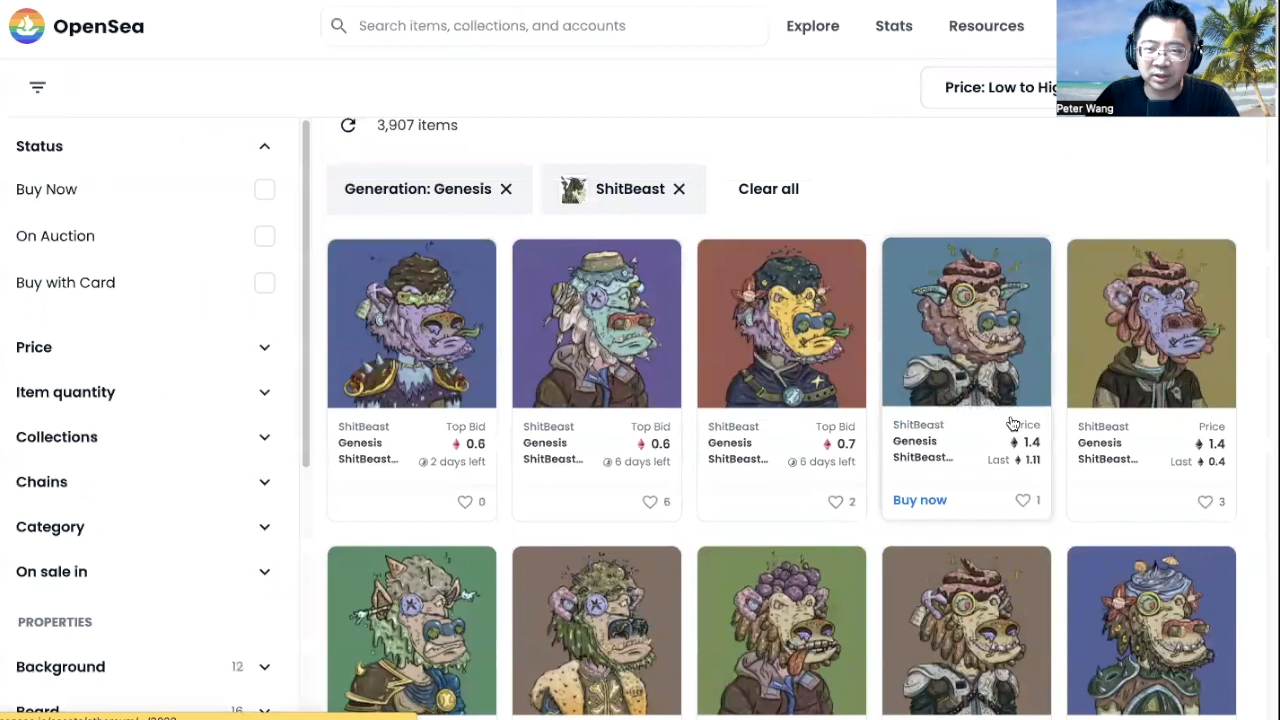 OpenSea
Search items, collections, and accounts
Explore
Stats
Resources
Peter Wang
Price: Low to Hig
3,907 items
Generation: Genesis
ShitBeast
Clear all
Status
Buy Now
On Auction
Buy with Card
Price
Item quantity
Collections
Chains
Category
On sale in
PROPERTIES
Background 12
Beard 16
ShitBeast Top Bid
Genesis 0.6
ShitBeast... 2 days left
0
ShitBeast Top Bid
Genesis 0.6
ShitBeast... 6 days left
6
ShitBeast Top Bid
Genesis 0.7
ShitBeast... 6 days left
2
ShitBeast Price
Genesis 1.4
ShitBeast... Last 1.11
Buy now 1
ShitBeast Price
Genesis 1.4
ShitBeast... Last 0.4
3